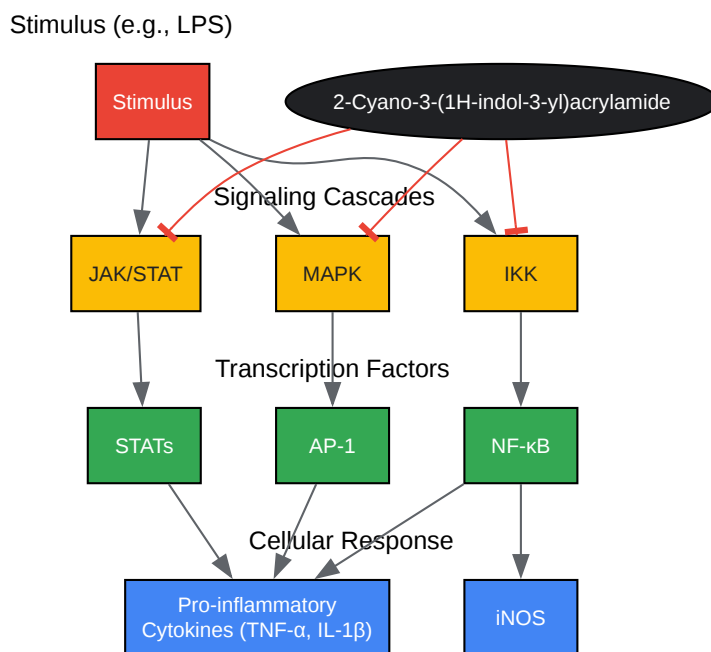 Stimulus (e.g., LPS)
Stimulus
2-Cyano-3-(1H-indol-3-yl)acrylamide
Signaling Cascades
JAK/STAT
MAPK
IKK
Transcription Factors
STATs
AP-1
NF-κB
Cellular Response
Pro-inflammatory
Cytokines (TNF-α, IL-1β)
iNOS